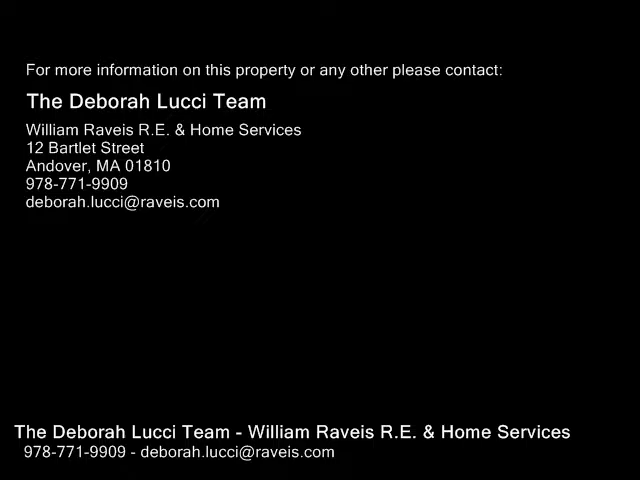 For more information on this property or any other please contact:
The Deborah Lucci Team
William Raveis R.E. & Home Services
12 Bartlet Street
Andover, MA 01810
978-771-9909
deborah.lucci@raveis.com
The Deborah Lucci Team - William Raveis R.E. & Home Services
978-771-9909 - deborah.lucci@raveis.com